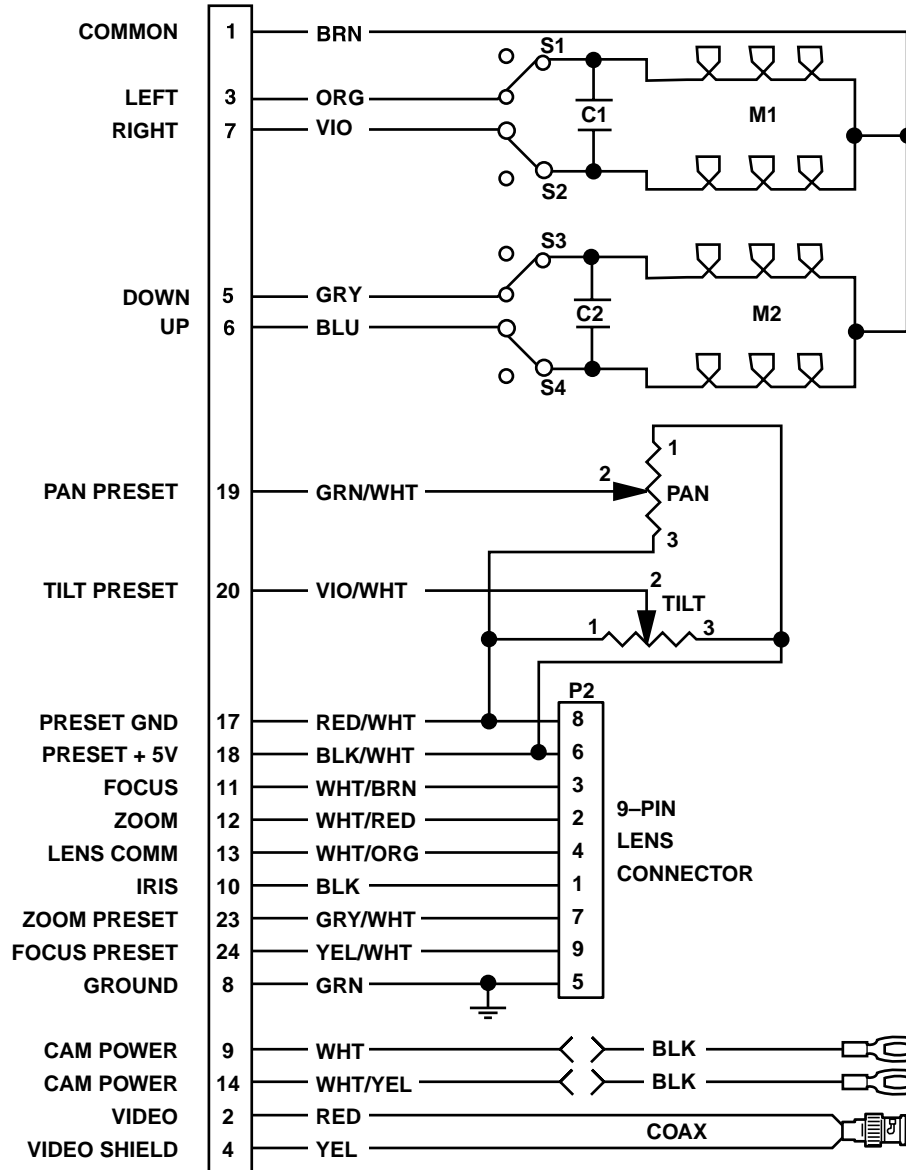 COMMON 1 BRN
S1
LEFT 3 ORG
C1 M1
RIGHT 7 VIO
S2
S3
DOWN 5 GRY
C2 M2
UP 6 BLU
S4
1
PAN PRESET 19 GRN/WHT 2 PAN
3
TILT PRESET 20 VIO/WHT 2
TILT
1 3
P2
PRESET GND 17 RED/WHT 8
PRESET + 5V 18 BLK/WHT 6
FOCUS 11 WHT/BRN 3
ZOOM 12 WHT/RED 2
LENS COMM 13 WHT/ORG 4
IRIS 10 BLK 1
ZOOM PRESET 23 GRY/WHT 7
FOCUS PRESET 24 YEL/WHT 9
GROUND 8 GRN 5
9–PIN
LENS
CONNECTOR
CAM POWER 9 WHT BLK
CAM POWER 14 WHT/YEL BLK
VIDEO 2 RED
COAX
VIDEO SHIELD 4 YEL